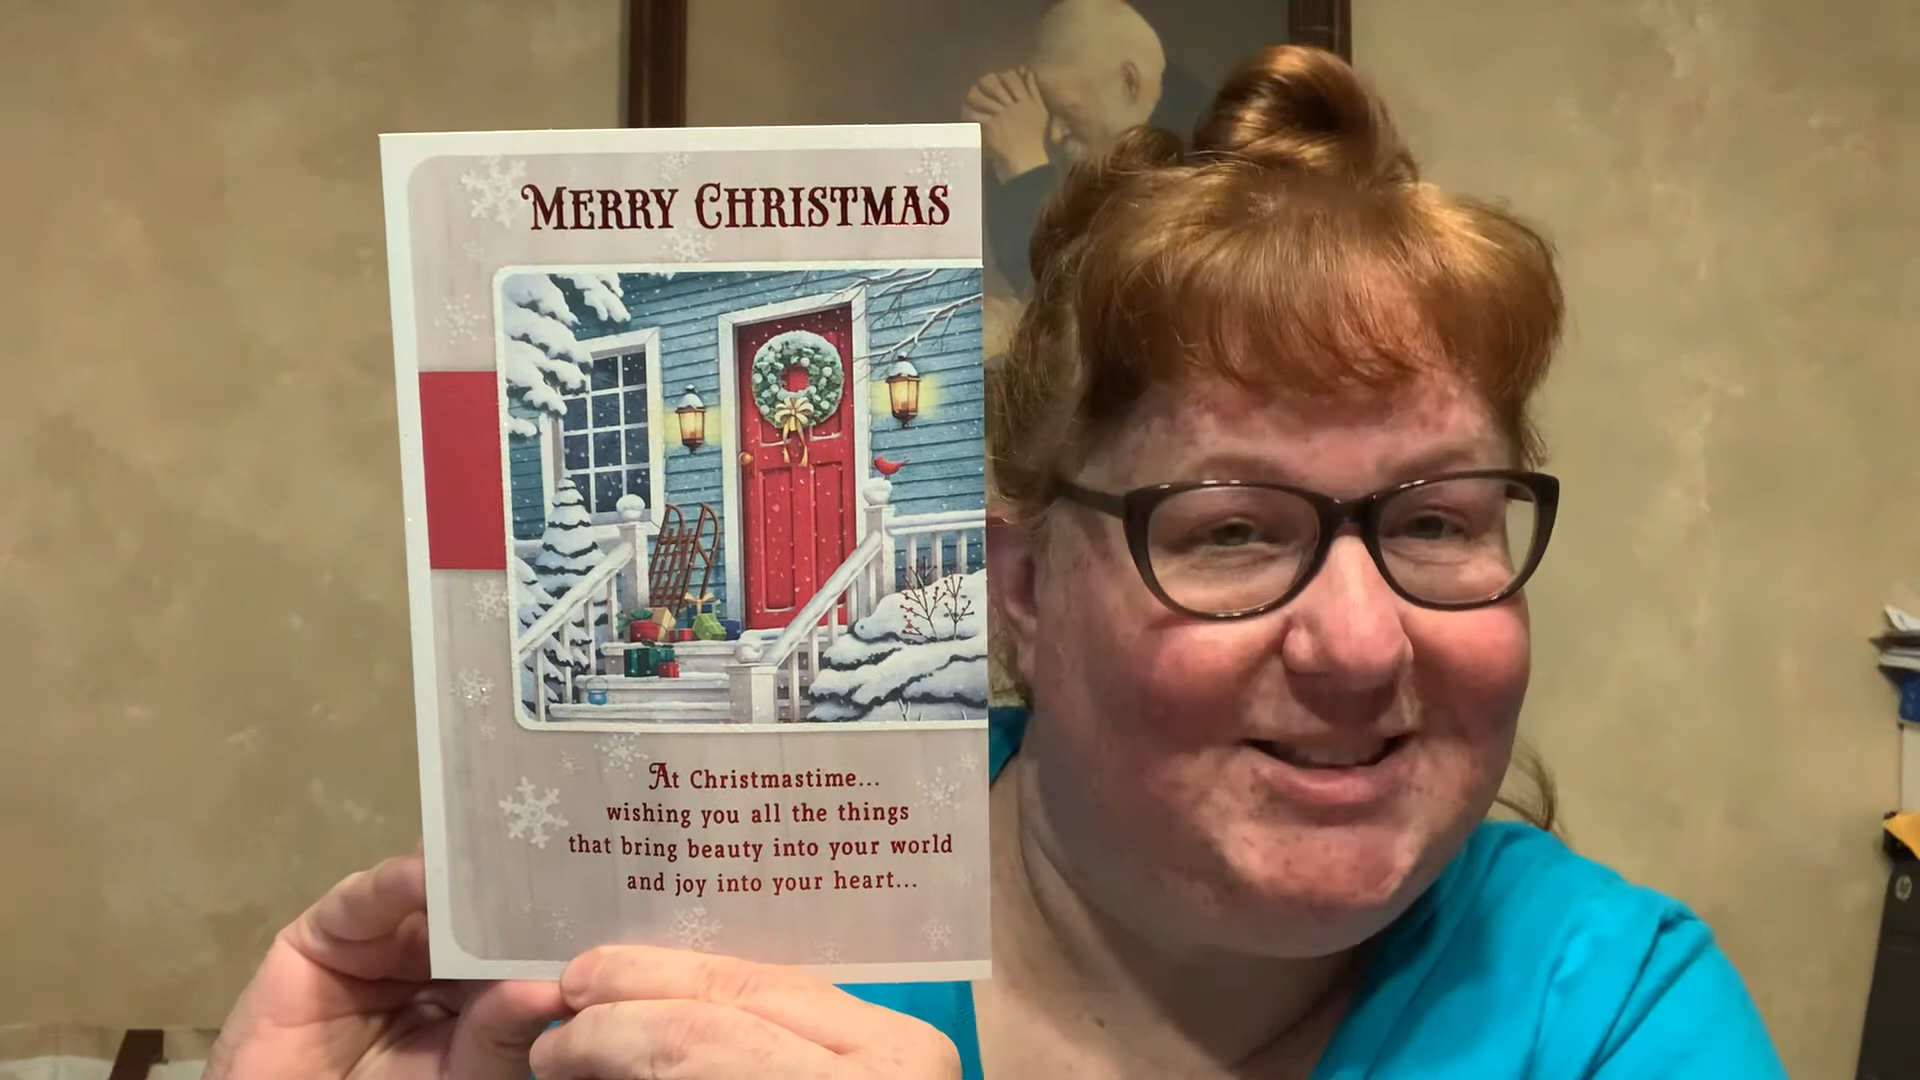 MERRY CHRISTMAS
At Christmastime...
wishing you all the things
that bring beauty into your world
and joy into your heart...
hp